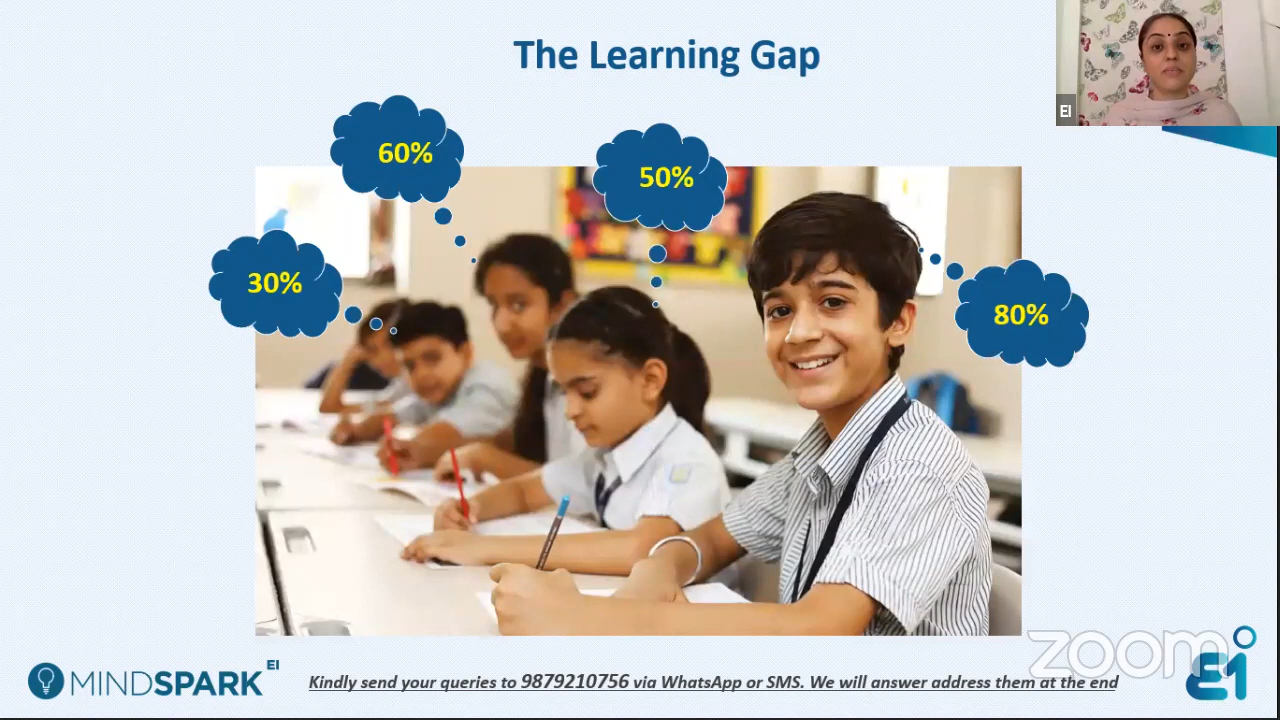 The Learning Gap
EI
60%
50%
30%
80%
zoom
MINDSPARK EI
Kindly send your queries to 9879210756 via WhatsApp or SMS. We will answer address them at the end
EI